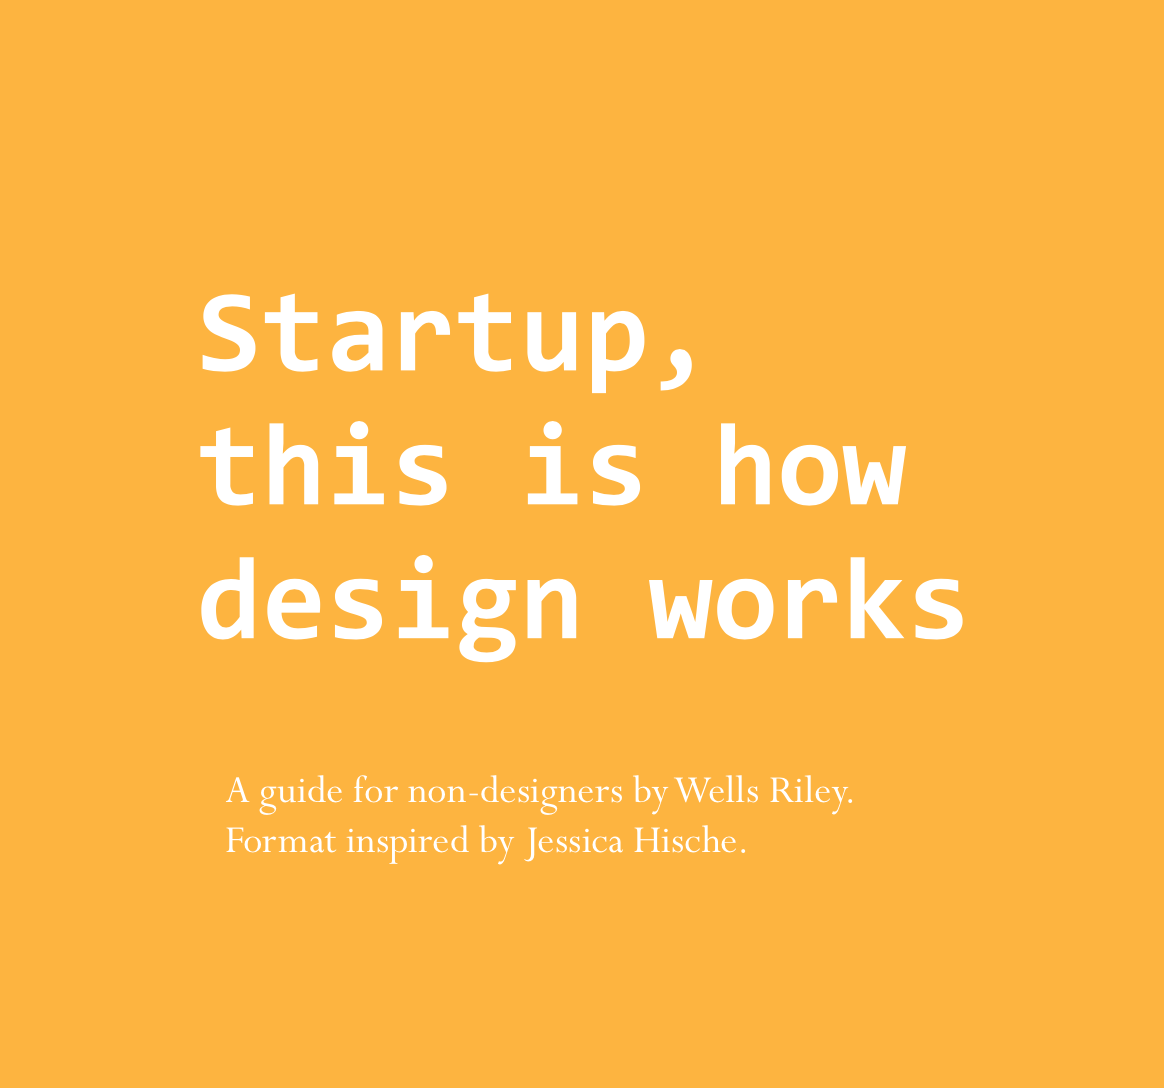 Startup,
this is how
design works
A guide for non-designers by Wells Riley.
Format inspired by Jessica Hische.